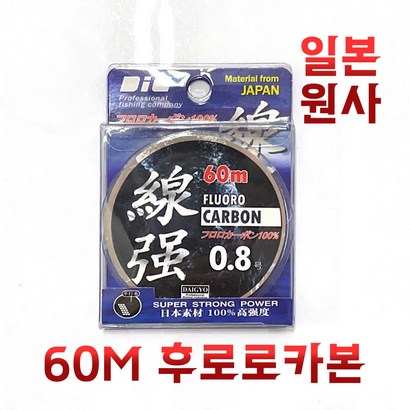 일본
원사
DiG
Professional
fishing company
Material from
JAPAN
フロロカーボン100%
線
60m
線强
FLUORO
CARBON
フロロカーボン100%
0.8号
DAIGYO
SUPER STRONG POWER
日本素材 100%高强度
60M 후로로카본